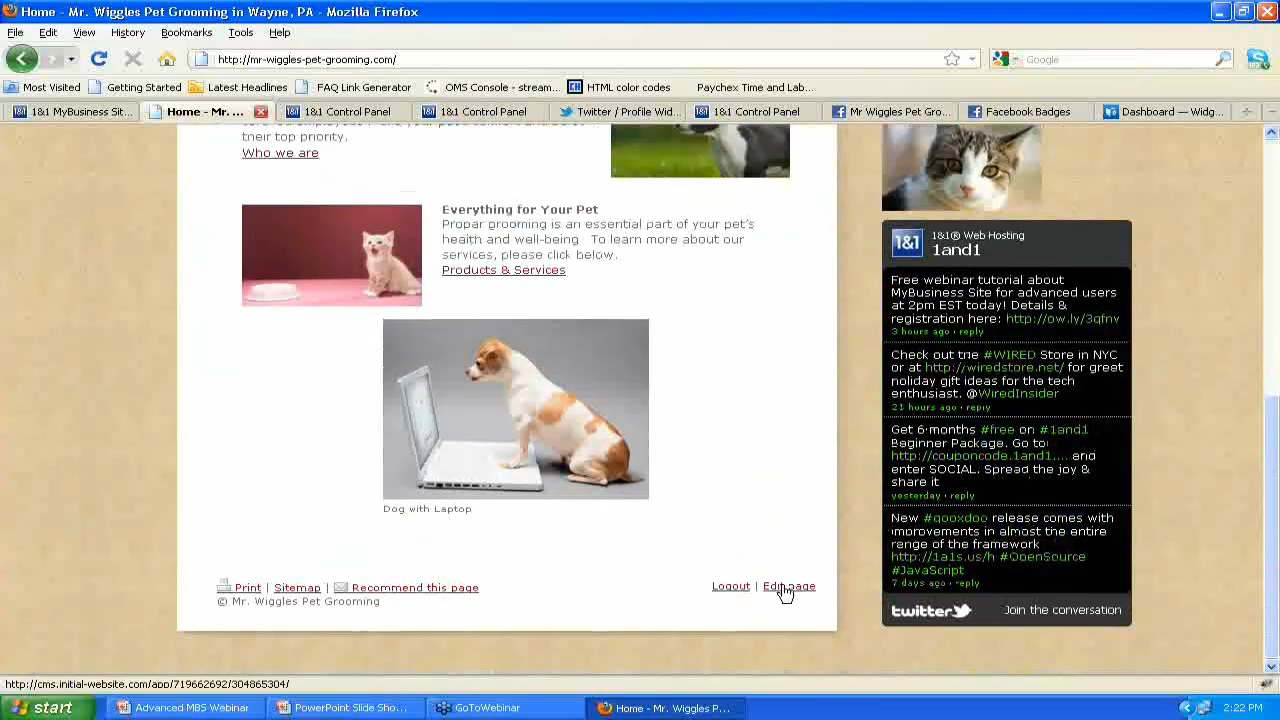 Home - Mr. Wiggles Pet Grooming in Wayne, PA - Mozilla Firefox
File Edit View History Bookmarks Tools Help
http://mr-wiggles-pet-grooming.com/
Google
Most Visited Getting Started Latest Headlines FAQ Link Generator OMS Console - stream... HTML color codes Paychex Time and Lab...
1&1 MyBusiness Sit... Home - Mr. ... 1&1 Control Panel 1&1 Control Panel Twitter / Profile Wid... 1&1 Control Panel Mr Wiggles Pet Gro... Facebook Badges Dashboard — Widg...
their top priority.
Who we are
Everything for Your Pet
Propar grooming is an essential part of your pet's
health and well-being To learn more about our
services, please click below.
Products & Services
Dog with Laptop
Print | Sitemap | Recommend this page
© Mr. Wiggles Pet Grooming
Logout | Edit page
1&1
1&1® Web Hosting
1and1
Free webinar tutorial about
MyBusiness Site for advanced users
at 2pm EST today! Details &
registration here: http://ow.ly/3qfnv
3 hours ago · reply
Check out the #WIRED Store in NYC
or at http://wiredstore.net/ for greet
holiday gift ideas for the tech
enthusiast. @WiredInsider
21 hours ago · reply
Get 6 months #free on #1and1
Beginner Package. Go to
http://couponcode.1and1.... and
enter SOCIAL. Spread the joy &
share it
yesterday · reply
New #qooxdoo release comes with
improvements in almost the entire
range of the framework
http://1a1s.us/h #OpenSource
#JavaScript
7 days ago · reply
twitter Join the conversation
http://cms.initial-website.com/app/719662692/304865304/
start Advanced MBS Webinar PowerPoint Slide Sho... GoToWebinar Home - Mr. Wiggles P... 2:22 PM